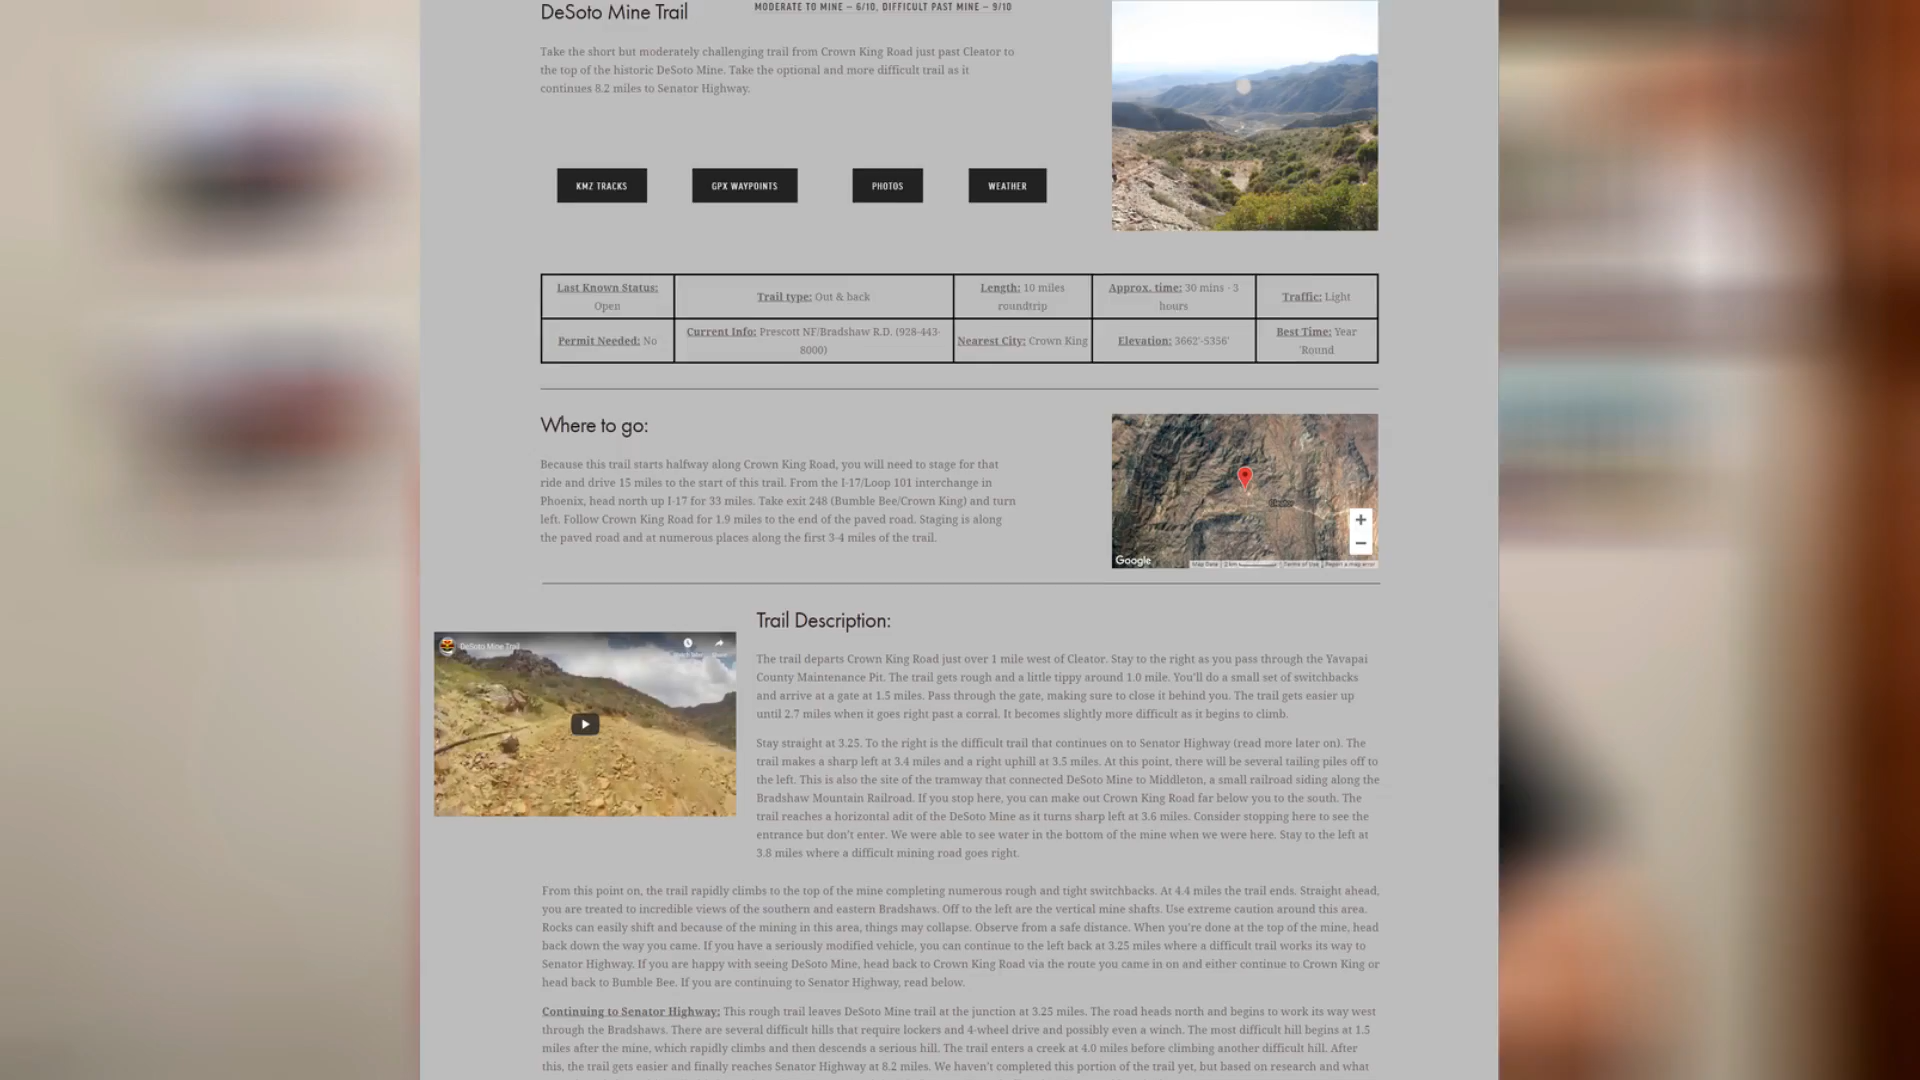 DeSoto Mine Trail
MODERATE TO MINE – 6/10, DIFFICULT PAST MINE – 9/10
Take the short but moderately challenging trail from Crown King Road just past Cleator to
the top of the historic DeSoto Mine. Take the optional and more difficult trail as it
continues 8.2 miles to Senator Highway.
KMZ TRACKS
GPX WAYPOINTS
PHOTOS
WEATHER
Last Known Status:
Open
Trail type: Out & back
Length: 10 miles
roundtrip
Approx. time: 30 mins - 3
hours
Traffic: Light
Permit Needed: No
Current Info: Prescott NF/Bradshaw R.D. (928-443-
8000)
Nearest City: Crown King
Elevation: 3662'-5356'
Best Time: Year
'Round
Where to go:
Because this trail starts halfway along Crown King Road, you will need to stage for that
ride and drive 15 miles to the start of this trail. From the I-17/Loop 101 interchange in
Phoenix, head north up I-17 for 33 miles. Take exit 248 (Bumble Bee/Crown King) and turn
left. Follow Crown King Road for 1.9 miles to the end of the paved road. Staging is along
the paved road and at numerous places along the first 3-4 miles of the trail.
Cleator
+
−
Google
Map Data
2 km
Terms of Use
Report a map error
DeSoto Mine Trail
Trail Description:
The trail departs Crown King Road just over 1 mile west of Cleator. Stay to the right as you pass through the Yavapai
County Maintenance Pit. The trail gets rough and a little tippy around 1.0 mile. You'll do a small set of switchbacks
and arrive at a gate at 1.5 miles. Pass through the gate, making sure to close it behind you. The trail gets easier up
until 2.7 miles when it goes right past a corral. It becomes slightly more difficult as it begins to climb.
Stay straight at 3.25. To the right is the difficult trail that continues on to Senator Highway (read more later on). The
trail makes a sharp left at 3.4 miles and a right uphill at 3.5 miles. At this point, there will be several tailing piles off to
the left. This is also the site of the tramway that connected DeSoto Mine to Middleton, a small railroad siding along the
Bradshaw Mountain Railroad. If you stop here, you can make out Crown King Road far below you to the south. The
trail reaches a horizontal adit of the DeSoto Mine as it turns sharp left at 3.6 miles. Consider stopping here to see the
entrance but don't enter. We were able to see water in the bottom of the mine when we were here. Stay to the left at
3.8 miles where a difficult mining road goes right.
From this point on, the trail rapidly climbs to the top of the mine completing numerous rough and tight switchbacks. At 4.4 miles the trail ends. Straight ahead,
you are treated to incredible views of the southern and eastern Bradshaws. Off to the left are the vertical mine shafts. Use extreme caution around this area.
Rocks can easily shift and because of the mining in this area, things may collapse. Observe from a safe distance. When you're done at the top of the mine, head
back down the way you came. If you have a seriously modified vehicle, you can continue to the left back at 3.25 miles where a difficult trail works its way to
Senator Highway. If you are happy with seeing DeSoto Mine, head back to Crown King Road via the route you came in on and either continue to Crown King or
head back to Bumble Bee. If you are continuing to Senator Highway, read below.
Continuing to Senator Highway: This rough trail leaves DeSoto Mine trail at the junction at 3.25 miles. The road heads north and begins to work its way west
through the Bradshaws. There are several difficult hills that require lockers and 4-wheel drive and possibly even a winch. The most difficult hill begins at 1.5
miles after the mine, which rapidly climbs and then descends a serious hill. The trail enters a creek at 4.0 miles before climbing another difficult hill. After
this, the trail gets easier and finally reaches Senator Highway at 8.2 miles. We haven't completed this portion of the trail yet, but based on research and what